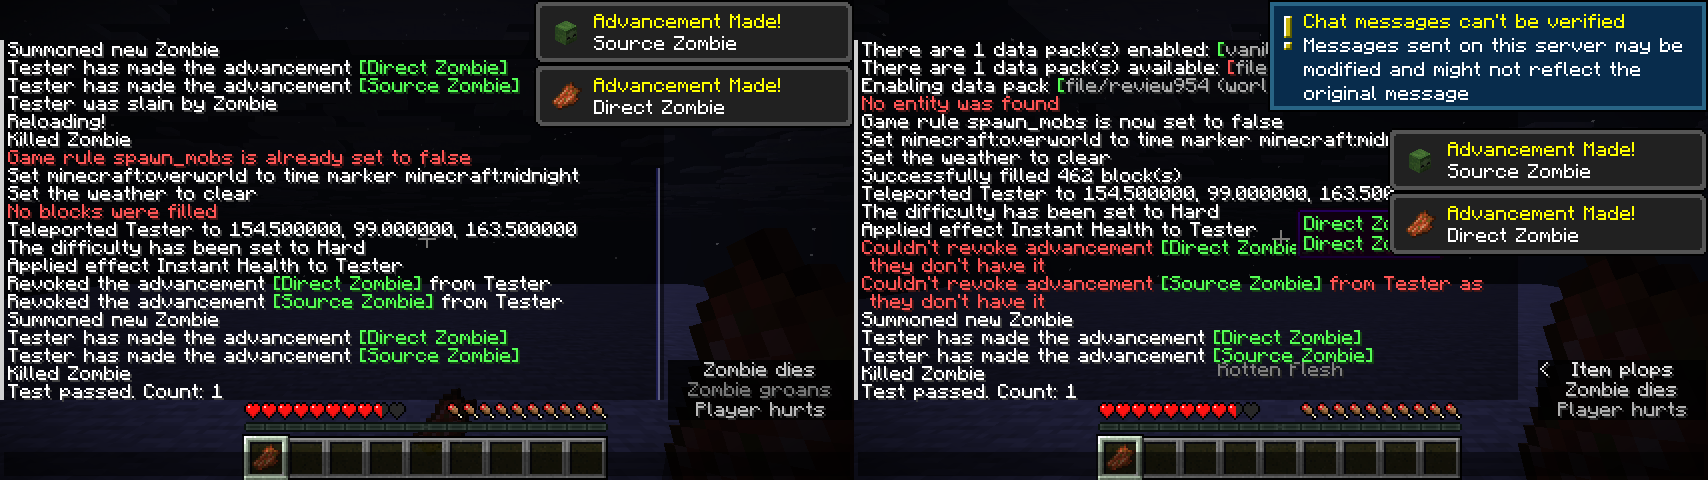 Advancement Made!
Source Zombie
Advancement Made!
Direct Zombie
Summoned new Zombie
Tester has made the advancement [Direct Zombie]
Tester has made the advancement [Source Zombie]
Tester was slain by Zombie
Reloading!
Killed Zombie
Game rule spawn_mobs is already set to false
Set minecraft:overworld to time marker minecraft:midnight
Set the weather to clear
No blocks were filled
Teleported Tester to 154.500000, 99.000000, 163.500000
The difficulty has been set to Hard
Applied effect Instant Health to Tester
Revoked the advancement [Direct Zombie] from Tester
Revoked the advancement [Source Zombie] from Tester
Summoned new Zombie
Tester has made the advancement [Direct Zombie]
Tester has made the advancement [Source Zombie]
Killed Zombie
Test passed. Count: 1
Zombie dies
Zombie groans
Player hurts
Chat messages can't be verified
Messages sent on this server may be
modified and might not reflect the
original message
Advancement Made!
Source Zombie
Advancement Made!
Direct Zombie
There are 1 data pack(s) enabled: [vanil
There are 1 data pack(s) available: [file
Enabling data pack [file/review954 (worl
No entity was found
Game rule spawn_mobs is now set to false
Set minecraft:overworld to time marker minecraft:midn
Set the weather to clear
Successfully filled 462 block(s)
Teleported Tester to 154.500000, 99.000000, 163.500
The difficulty has been set to Hard
Applied effect Instant Health to Tester
Couldn't revoke advancement [Direct Zombie
they don't have it
Couldn't revoke advancement [Source Zombie] from Tester as
they don't have it
Summoned new Zombie
Tester has made the advancement [Direct Zombie]
Tester has made the advancement [Source Zombie]
Killed Zombie
Test passed. Count: 1
Direct Zo
Direct Zo
Rotten Flesh
< Item plops
Zombie dies
Player hurts